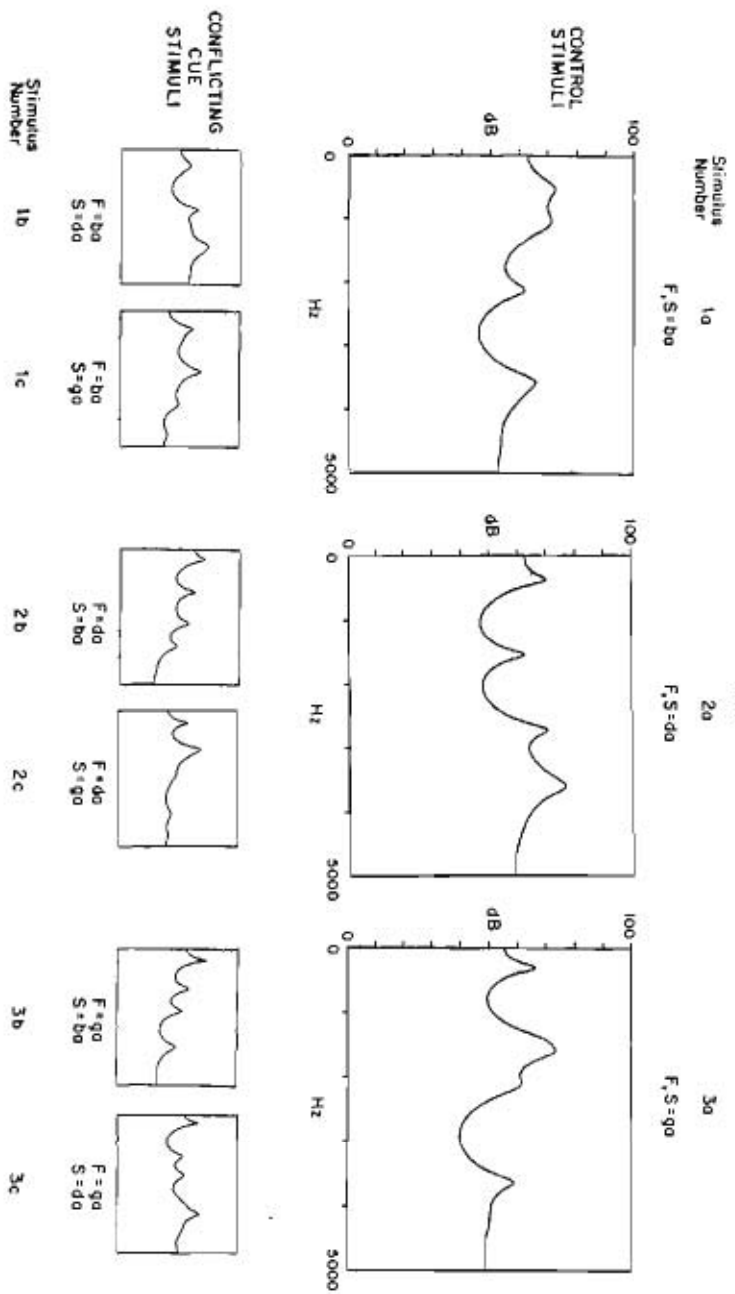 Stimulus
Number
1a
2a
3a
F, S = ba
F, S = da
F, S = ga
CONTROL
STIMULI
100
dB
0
0
Hz
5000
100
dB
0
0
Hz
5000
100
dB
0
0
Hz
5000
CONFLICTING
CUE
STIMULI
F = ba
S = da
F = ba
S = ga
F = da
S = ba
F = da
S = ga
F = ga
S = ba
F = ga
S = da
Stimulus
Number
1b
1c
2b
2c
3b
3c